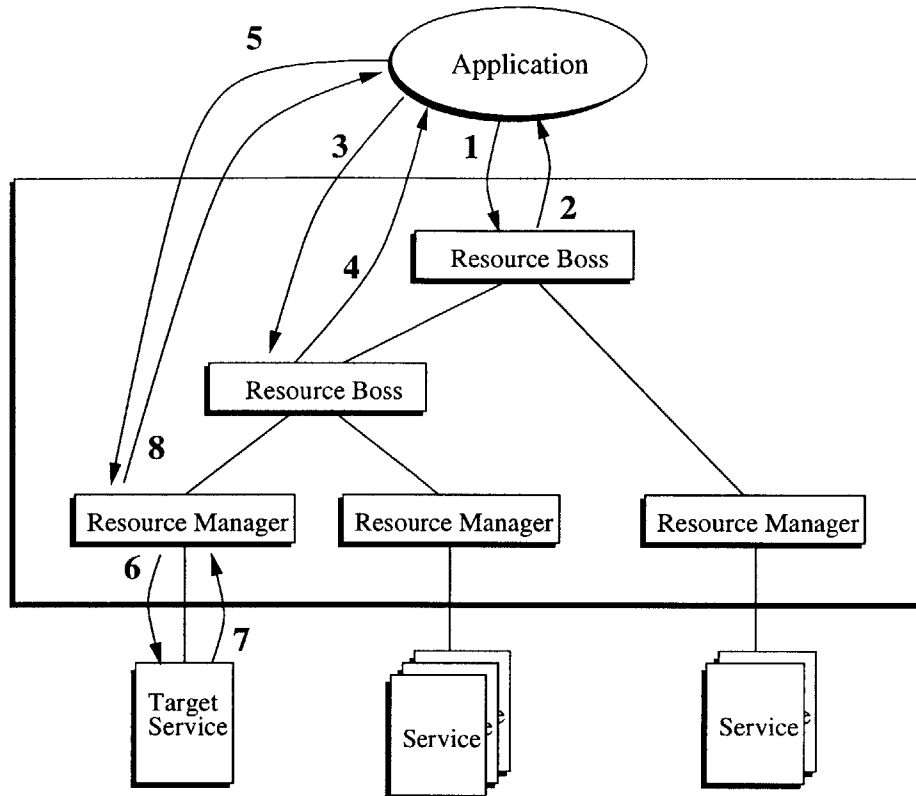 5
Application
3
1
2
4
Resource Boss
Resource Boss
8
Resource Manager
Resource Manager
Resource Manager
6
7
Target
Service
Service
e
Service
e